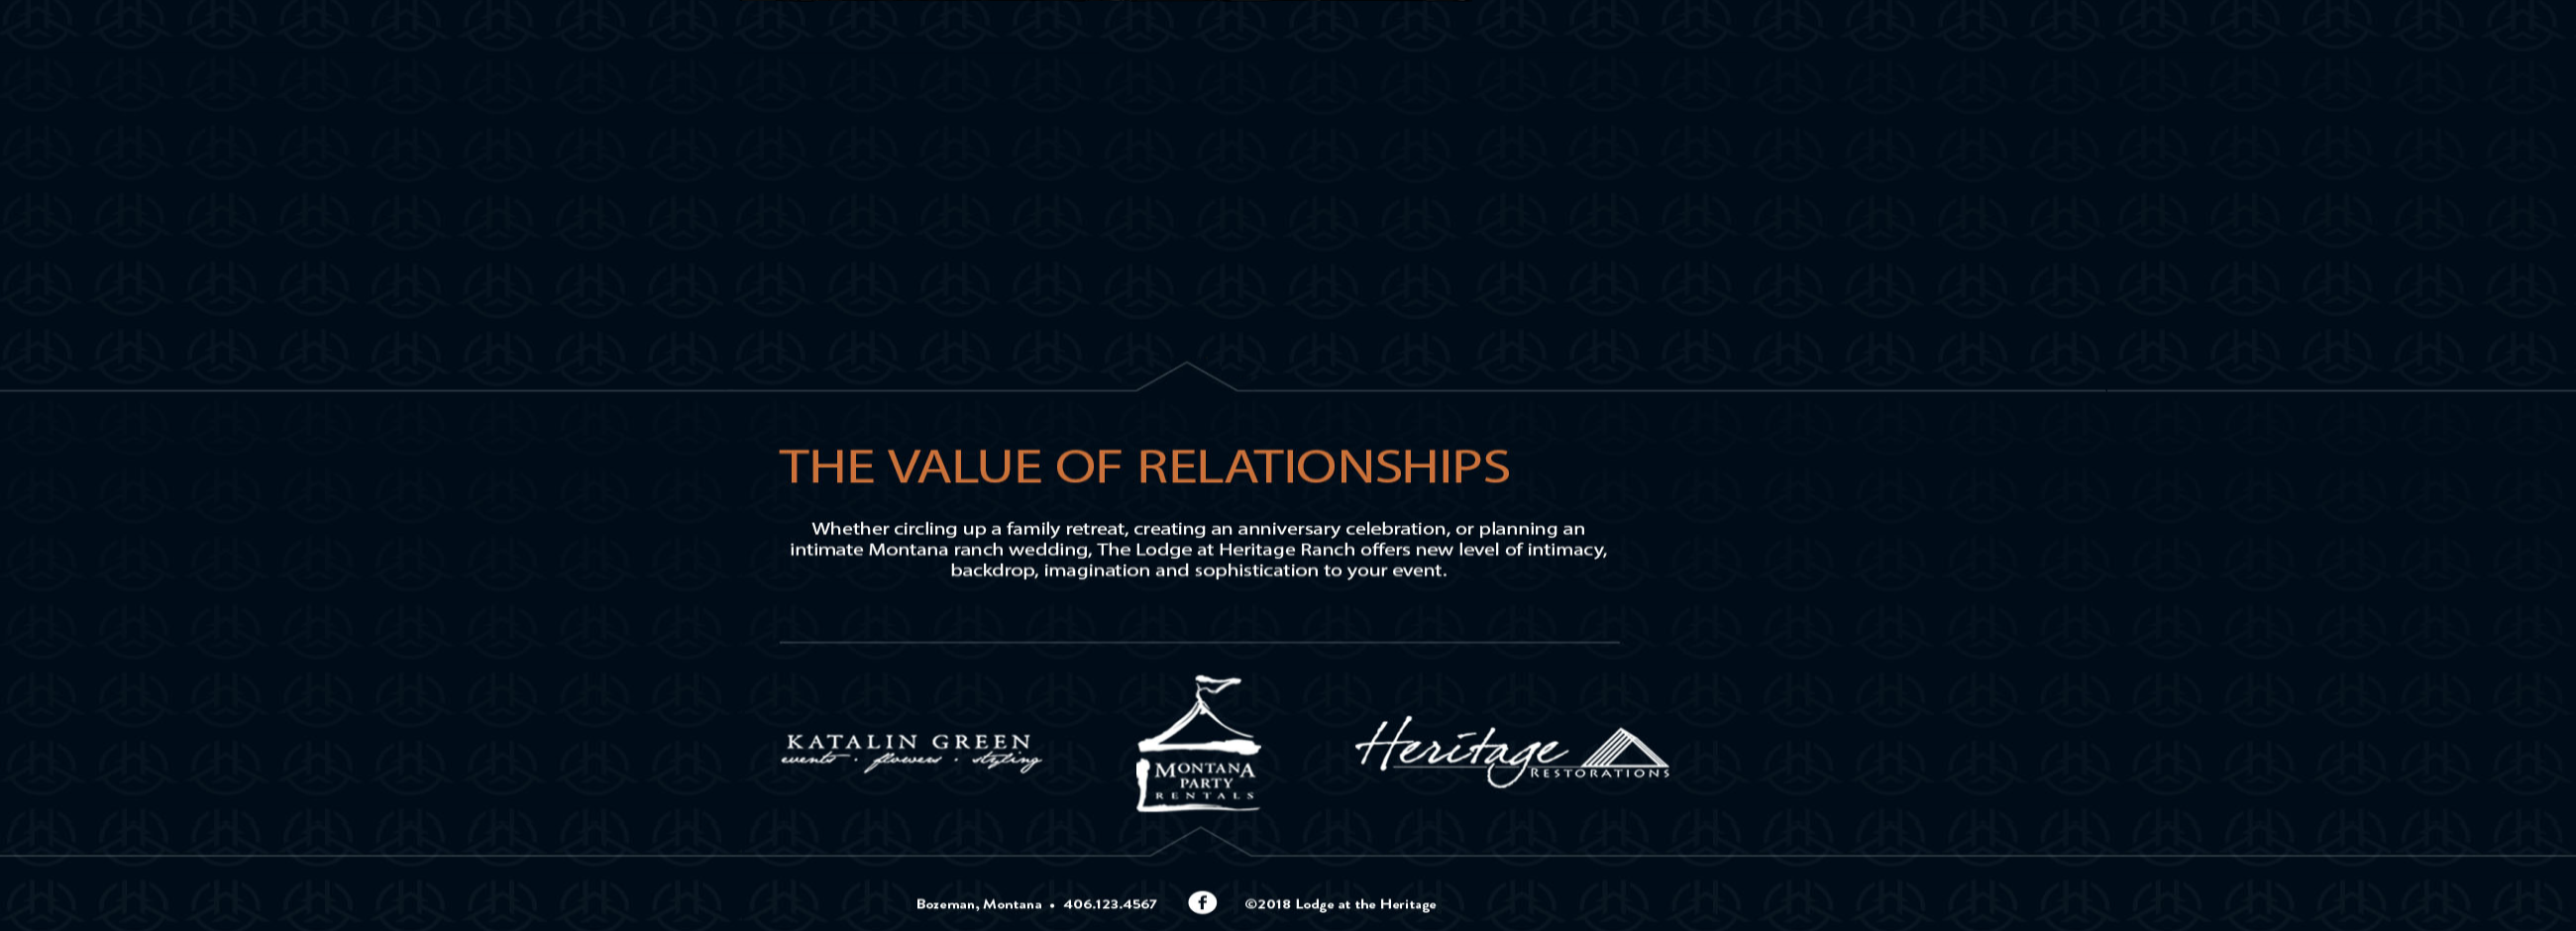 THE VALUE OF RELATIONSHIPS
Whether circling up a family retreat, creating an anniversary celebration, or planning an
intimate Montana ranch wedding, The Lodge at Heritage Ranch offers new level of intimacy,
backdrop, imagination and sophistication to your event.
KATALIN GREEN
events · flowers · styling
MONTANA
PARTY
RENTALS
Heritage
RESTORATIONS
Bozeman, Montana • 406.123.4567 f ©2018 Lodge at the Heritage